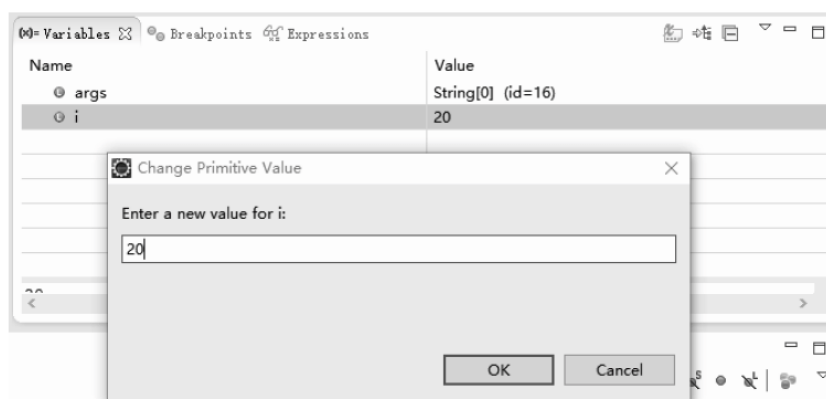 (x)= Variables Breakpoints Expressions
Name Value
args String[0] (id=16)
i 20
Change Primitive Value
Enter a new value for i:
20
OK Cancel